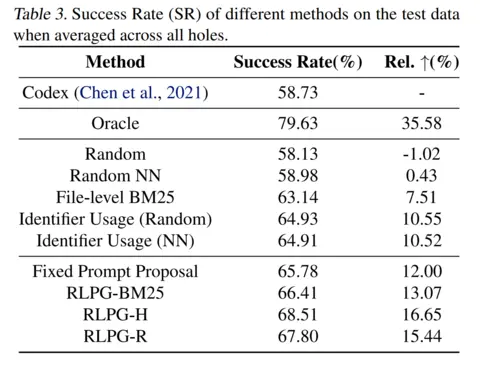 Table 3. Success Rate (SR) of different methods on the test data
when averaged across all holes.
Method Success Rate(%) Rel. ↑(%)
Codex (Chen et al., 2021) 58.73 -
Oracle 79.63 35.58
Random 58.13 -1.02
Random NN 58.98 0.43
File-level BM25 63.14 7.51
Identifier Usage (Random) 64.93 10.55
Identifier Usage (NN) 64.91 10.52
Fixed Prompt Proposal 65.78 12.00
RLPG-BM25 66.41 13.07
RLPG-H 68.51 16.65
RLPG-R 67.80 15.44